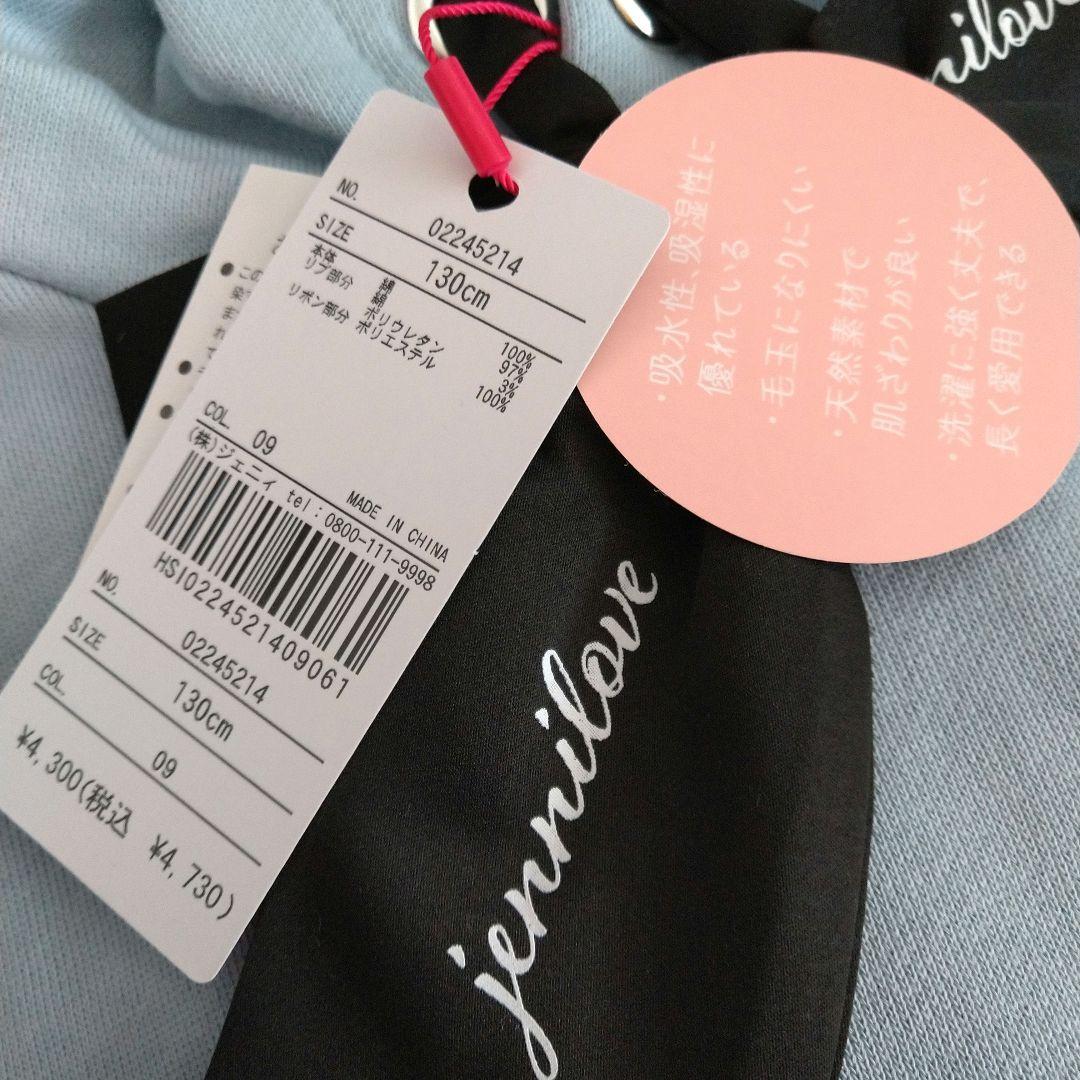 NO.
02245214
SIZE
130cm
本体 綿 100%
リブ部分 綿 97%
ポリウレタン 3%
リボン部分 ポリエステル 100%
COL. 09
MADE IN CHINA
(株)ジェニィ tel:0800-111-9998
HSI0224521409061
NO.
02245214
SIZE
130cm
COL.
09
¥4,300(税込 ¥4,730)
・吸水性、吸湿性に
優れている
・毛玉になりにくい
・天然素材で
肌ざわりが良い
・洗濯に強く丈夫で、
長く愛用できる
jennilove
nilove